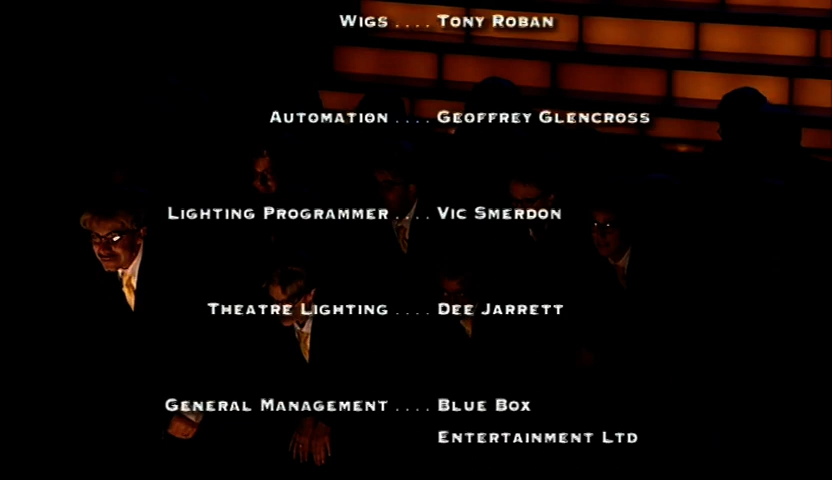 Wigs .... Tony Roban
Automation .... Geoffrey Glencross
Lighting Programmer .... Vic Smerdon
Theatre Lighting .... Dee Jarrett
General Management .... Blue Box
Entertainment Ltd